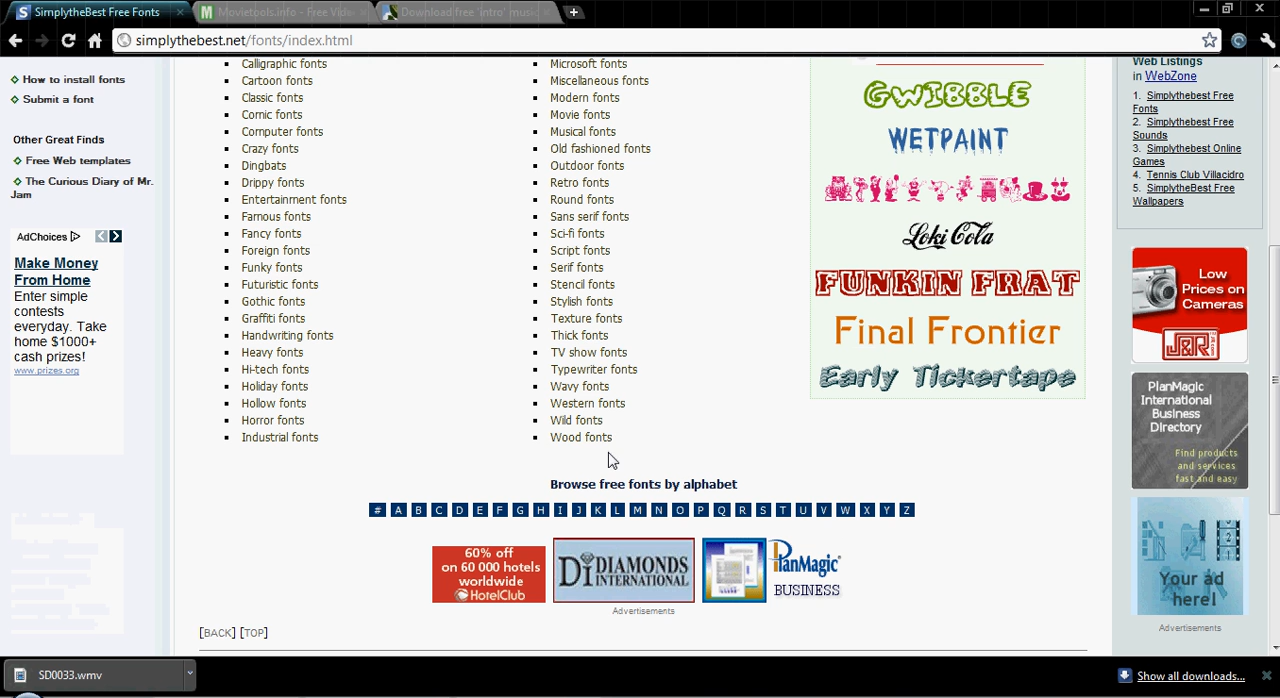 SimplytheBest Free Fonts
Movietools.info - Free Vide
Download free 'intro' music
simplythebest.net/fonts/index.html
How to install fonts
Submit a font
Other Great Finds
Free Web templates
The Curious Diary of Mr.
Jam
AdChoices
Make Money
From Home
Enter simple
contests
everyday. Take
home $1000+
cash prizes!
www.prizes.org
Calligraphic fonts
Cartoon fonts
Classic fonts
Comic fonts
Computer fonts
Crazy fonts
Dingbats
Drippy fonts
Entertainment fonts
Famous fonts
Fancy fonts
Foreign fonts
Funky fonts
Futuristic fonts
Gothic fonts
Graffiti fonts
Handwriting fonts
Heavy fonts
Hi-tech fonts
Holiday fonts
Hollow fonts
Horror fonts
Industrial fonts
Microsoft fonts
Miscellaneous fonts
Modern fonts
Movie fonts
Musical fonts
Old fashioned fonts
Outdoor fonts
Retro fonts
Round fonts
Sans serif fonts
Sci-fi fonts
Script fonts
Serif fonts
Stencil fonts
Stylish fonts
Texture fonts
Thick fonts
TV show fonts
Typewriter fonts
Wavy fonts
Western fonts
Wild fonts
Wood fonts
GWIBBLE
WETPAINT
Loki Cola
FUNKIN FRAT
Final Frontier
Early Tickertape
Web Listings
in WebZone
1. Simplythebest Free
Fonts
2. Simplythebest Free
Sounds
3. Simplythebest Online
Games
4. Tennis Club Villacidro
5. SimplytheBest Free
Wallpapers
Low
Prices on
Cameras
J&R
PlanMagic
International
Business
Directory
Find products
and services
fast and easy
Your ad
here!
Advertisements
Browse free fonts by alphabet
# A B C D E F G H I J K L M N O P Q R S T U V W X Y Z
60% off
on 60 000 hotels
worldwide
HotelClub
Di DIAMONDS
INTERNATIONAL
PlanMagic
BUSINESS
Advertisements
[BACK] [TOP]
SD0033.wmv
Show all downloads...